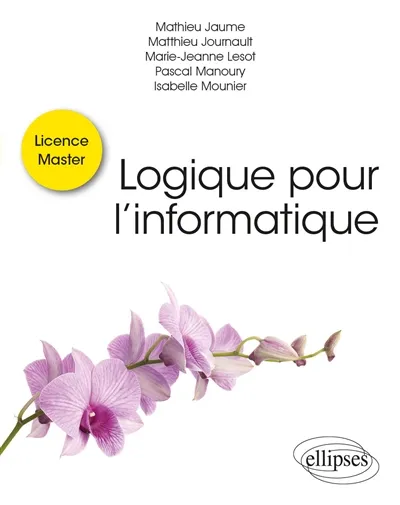 Mathieu Jaume
Matthieu Journault
Marie-Jeanne Lesot
Pascal Manoury
Isabelle Mounier
Licence
Master
Logique pour
l'informatique
ellipses